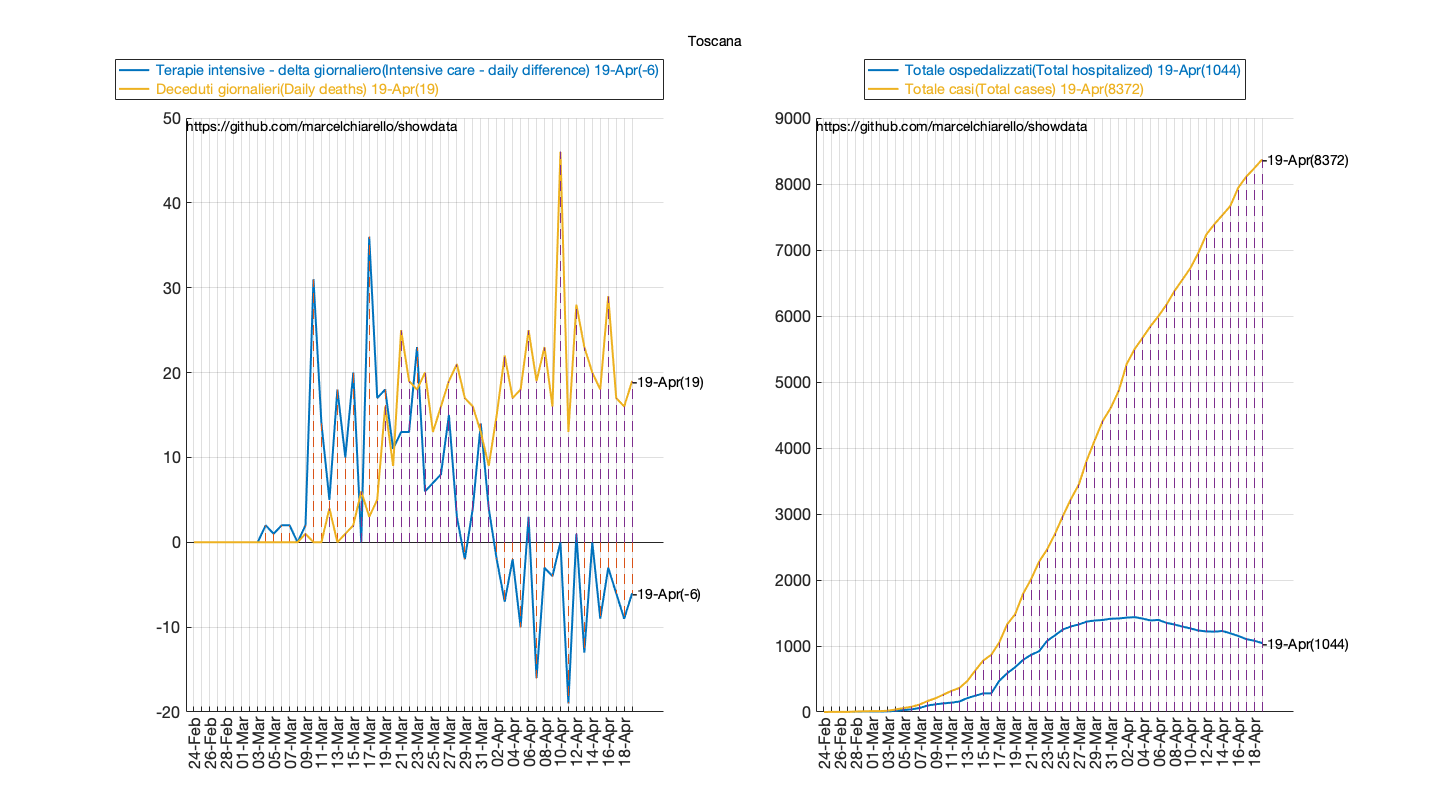 Toscana
Terapie intensive - delta giornaliero(Intensive care - daily difference) 19-Apr(-6)
Deceduti giornalieri(Daily deaths) 19-Apr(19)
https://github.com/marcelchiarello/showdata
50
40
30
20
10
0
-10
-20
19-Apr(19)
19-Apr(-6)
24-Feb
26-Feb
28-Feb
01-Mar
03-Mar
05-Mar
07-Mar
09-Mar
11-Mar
13-Mar
15-Mar
17-Mar
19-Mar
21-Mar
23-Mar
25-Mar
27-Mar
29-Mar
31-Mar
02-Apr
04-Apr
06-Apr
08-Apr
10-Apr
12-Apr
14-Apr
16-Apr
18-Apr
Totale ospedalizzati(Total hospitalized) 19-Apr(1044)
Totale casi(Total cases) 19-Apr(8372)
https://github.com/marcelchiarello/showdata
9000
8000
7000
6000
5000
4000
3000
2000
1000
0
19-Apr(8372)
19-Apr(1044)
24-Feb
26-Feb
28-Feb
01-Mar
03-Mar
05-Mar
07-Mar
09-Mar
11-Mar
13-Mar
15-Mar
17-Mar
19-Mar
21-Mar
23-Mar
25-Mar
27-Mar
29-Mar
31-Mar
02-Apr
04-Apr
06-Apr
08-Apr
10-Apr
12-Apr
14-Apr
16-Apr
18-Apr